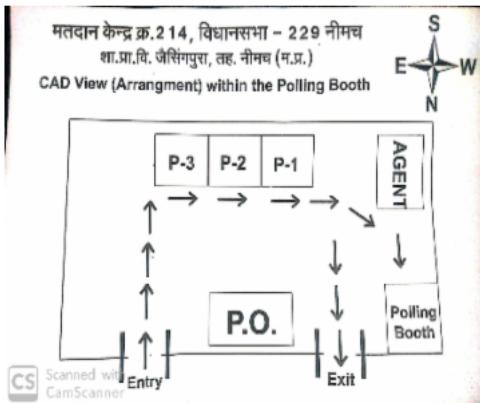 मतदान केन्द्र क्र.214, विधानसभा - 229 नीमच
शा.प्रा.वि. जैसिंगपुरा, तह. नीमच (म.प्र.)
CAD View (Arrangment) within the Polling Booth
S
E
W
N
P-3
P-2
P-1
AGENT
P.O.
Polling
Booth
Entry
Exit
CS
Scanned with
CamScanner